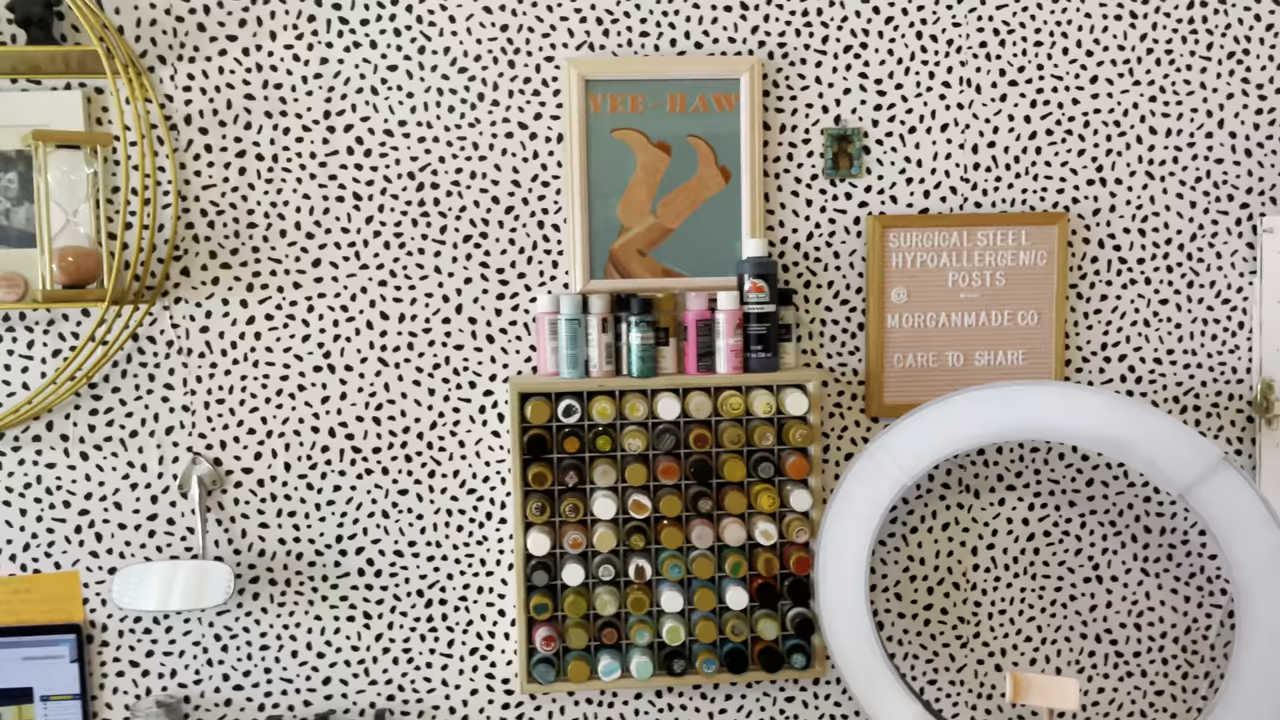 YEE-HAW
SURGICAL STEEL
HYPOALLERGENIC
POSTS
@
MORGANMADE CO
CARE TO SHARE